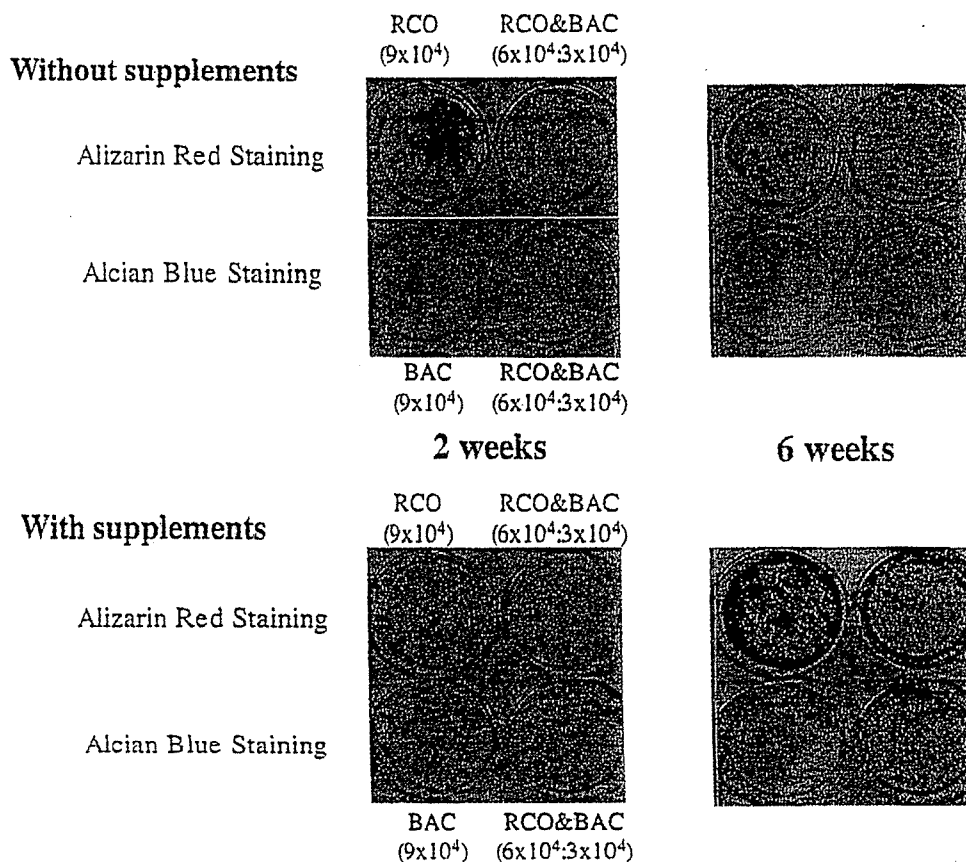 RCO RCO&BAC
(9x10⁴) (6x10⁴:3x10⁴)
Without supplements
Alizarin Red Staining
Alcian Blue Staining
BAC RCO&BAC
(9x10⁴) (6x10⁴:3x10⁴)
2 weeks 6 weeks
RCO RCO&BAC
With supplements (9x10⁴) (6x10⁴:3x10⁴)
Alizarin Red Staining
Alcian Blue Staining
BAC RCO&BAC
(9x10⁴) (6x10⁴:3x10⁴)